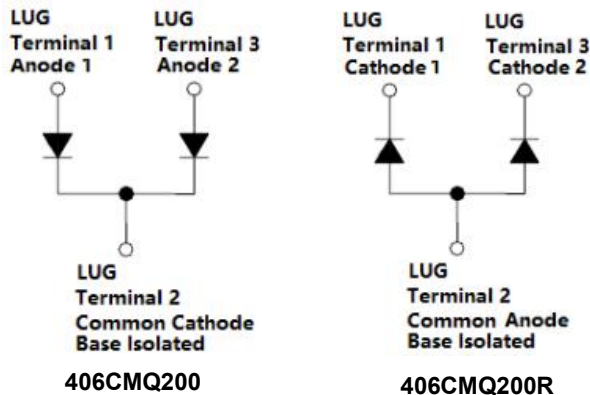 LUG
Terminal 1
Anode 1
LUG
Terminal 3
Anode 2
LUG
Terminal 2
Common Cathode
Base Isolated
406CMQ200
LUG
Terminal 1
Cathode 1
LUG
Terminal 3
Cathode 2
LUG
Terminal 2
Common Anode
Base Isolated
406CMQ200R